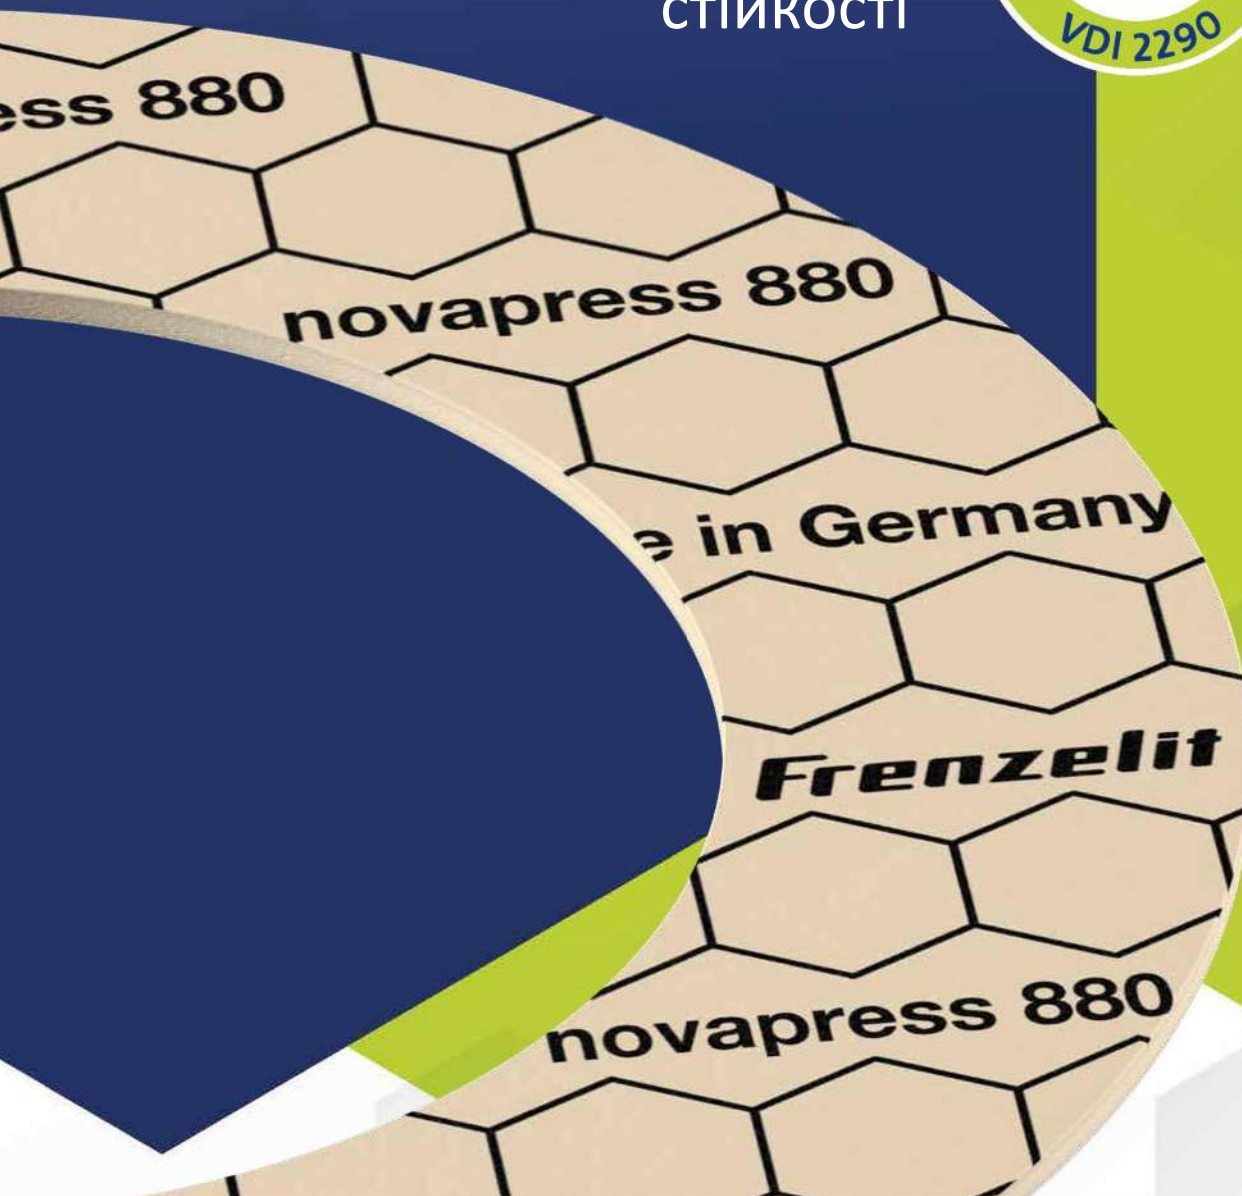 стійкості
VDI 2290
ess 880
novapress 880
e in Germany
Frenzelit
novapress 880